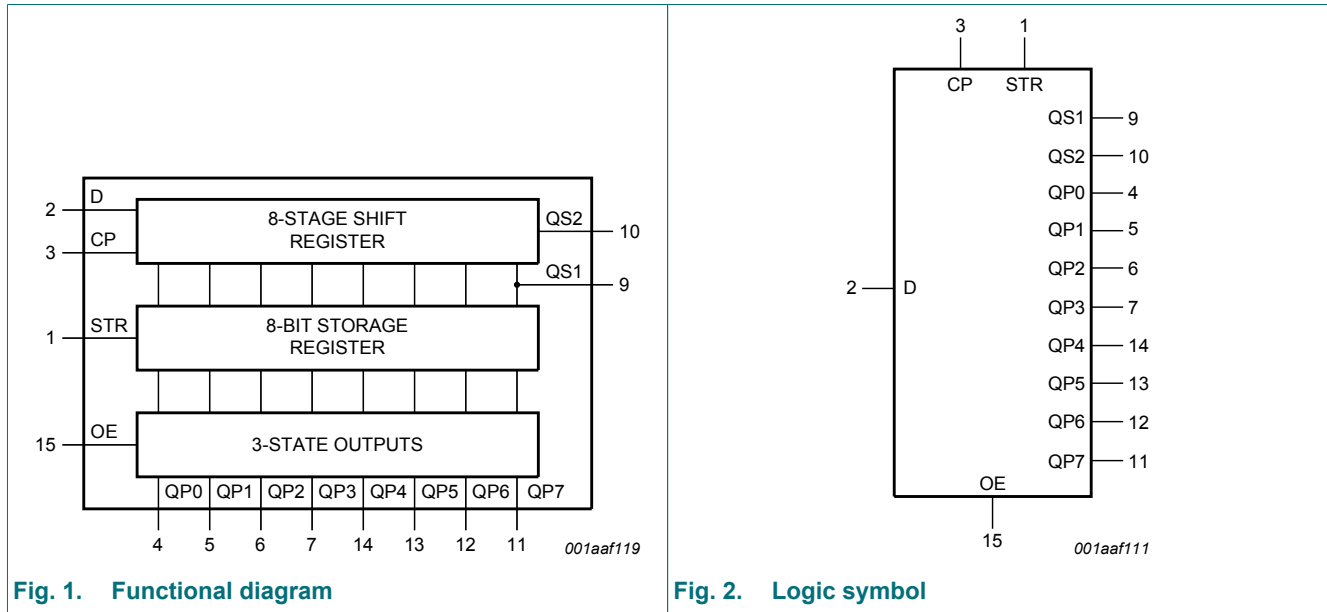 D
2
8-STAGE SHIFT
REGISTER
QS2
10
CP
3
QS1
9
STR
1
8-BIT STORAGE
REGISTER
OE
15
3-STATE OUTPUTS
QP0 QP1 QP2 QP3 QP4 QP5 QP6 QP7
4 5 6 7 14 13 12 11
001aaf119
Fig. 1. Functional diagram
3 1
CP STR
QS1 9
QS2 10
QP0 4
QP1 5
QP2 6
2 D
QP3 7
QP4 14
QP5 13
QP6 12
QP7 11
OE
15
001aaf111
Fig. 2. Logic symbol